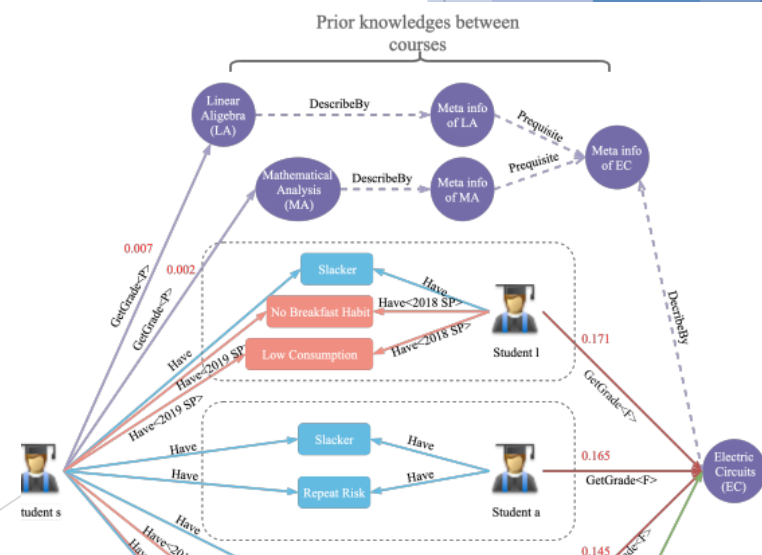 Prior knowledges between
courses
Linear
Aligebra
(LA)
DescribeBy
Meta info
of LA
Prequisite
Meta info
of EC
Mathematical
Analysis
(MA)
DescribeBy
Meta info
of MA
Prequisite
0.007
GetGrade<P>
0.002
GetGrade<P>
DecribeBy
Slacker
Have
No Breakfast Habit
Have<2018 SP>
Low Consumption
Have<2018 SP>
Student l
Have
Have<2019 SP>
Have<2019 SP>
0.171
GetGrade<F>
Slacker
Have
Have
Repeat Risk
Have
Have
Student a
0.165
GetGrade<F>
Electric
Circuits
(EC)
tudent s
Have
0.145